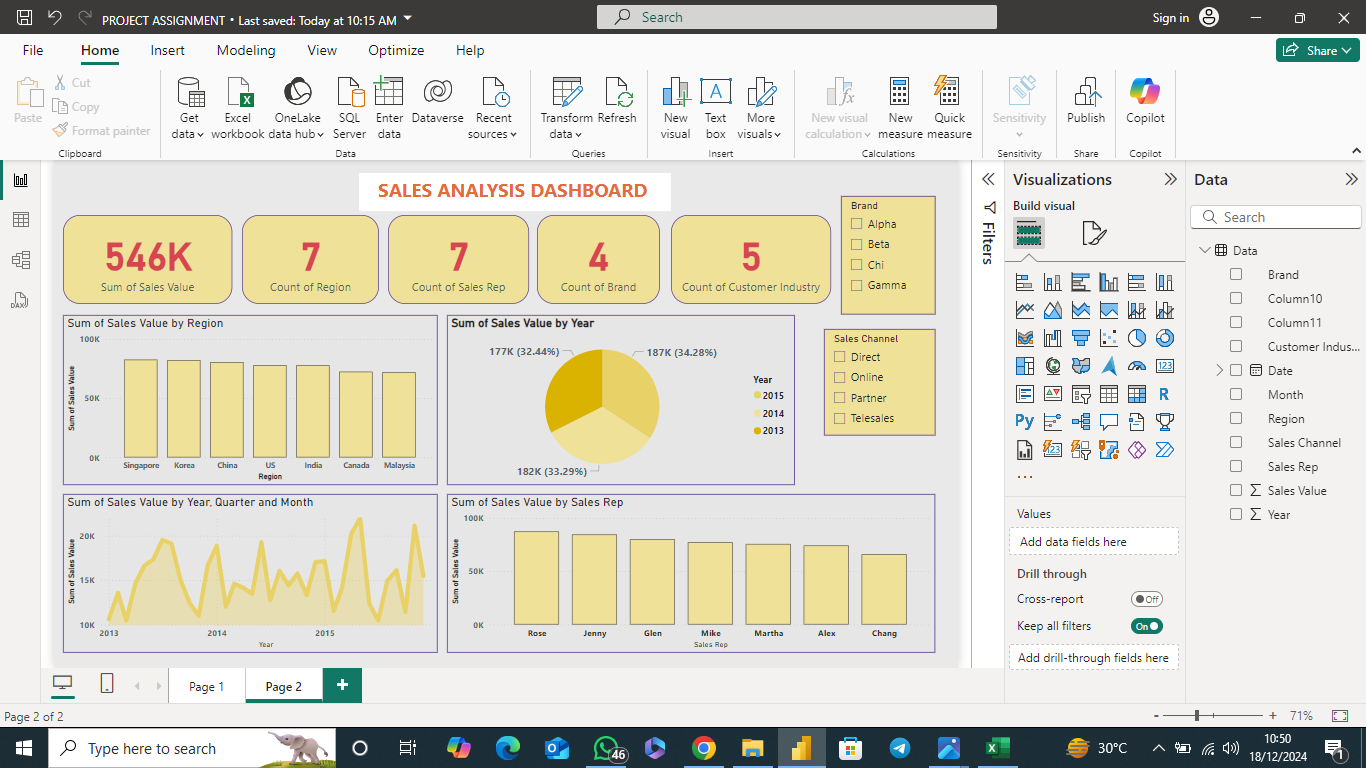 PROJECT ASSIGNMENT • Last saved: Today at 10:15 AM
Search
Sign in
File
Home
Insert
Modeling
View
Optimize
Help
Share
Paste
Cut
Copy
Format painter
Clipboard
Get data
Excel workbook
OneLake data hub
SQL Server
Enter data
Dataverse
Recent sources
Data
Transform data
Refresh
Queries
New visual
Text box
More visuals
Insert
New visual calculation
New measure
Quick measure
Calculations
Sensitivity
Sensitivity
Publish
Share
Copilot
Copilot
SALES ANALYSIS DASHBOARD
546K
Sum of Sales Value
7
Count of Region
7
Count of Sales Rep
4
Count of Brand
5
Count of Customer Industry
Brand
Alpha
Beta
Chi
Gamma
Sum of Sales Value by Region
100K
50K
0K
Sum of Sales Value
Singapore Korea China US India Canada Malaysia
Region
Sum of Sales Value by Year
177K (32.44%)
187K (34.28%)
182K (33.29%)
Year
2015
2014
2013
Sales Channel
Direct
Online
Partner
Telesales
Sum of Sales Value by Year, Quarter and Month
20K
15K
10K
Sum of Sales Value
2013 2014 2015
Year
Sum of Sales Value by Sales Rep
100K
50K
0K
Sum of Sales Value
Rose Jenny Glen Mike Martha Alex Chang
Sales Rep
Filters
Visualizations
Build visual
123
R
Py
123
...
Values
Add data fields here
Drill through
Cross-report
Off
Keep all filters
On
Add drill-through fields here
Data
Search
Data
Brand
Column10
Column11
Customer Indus...
Date
Month
Region
Sales Channel
Sales Rep
Sales Value
Year
DAX
Page 1
Page 2
Page 2 of 2
- + 71%
Type here to search
46
30°C
10:50
18/12/2024
1